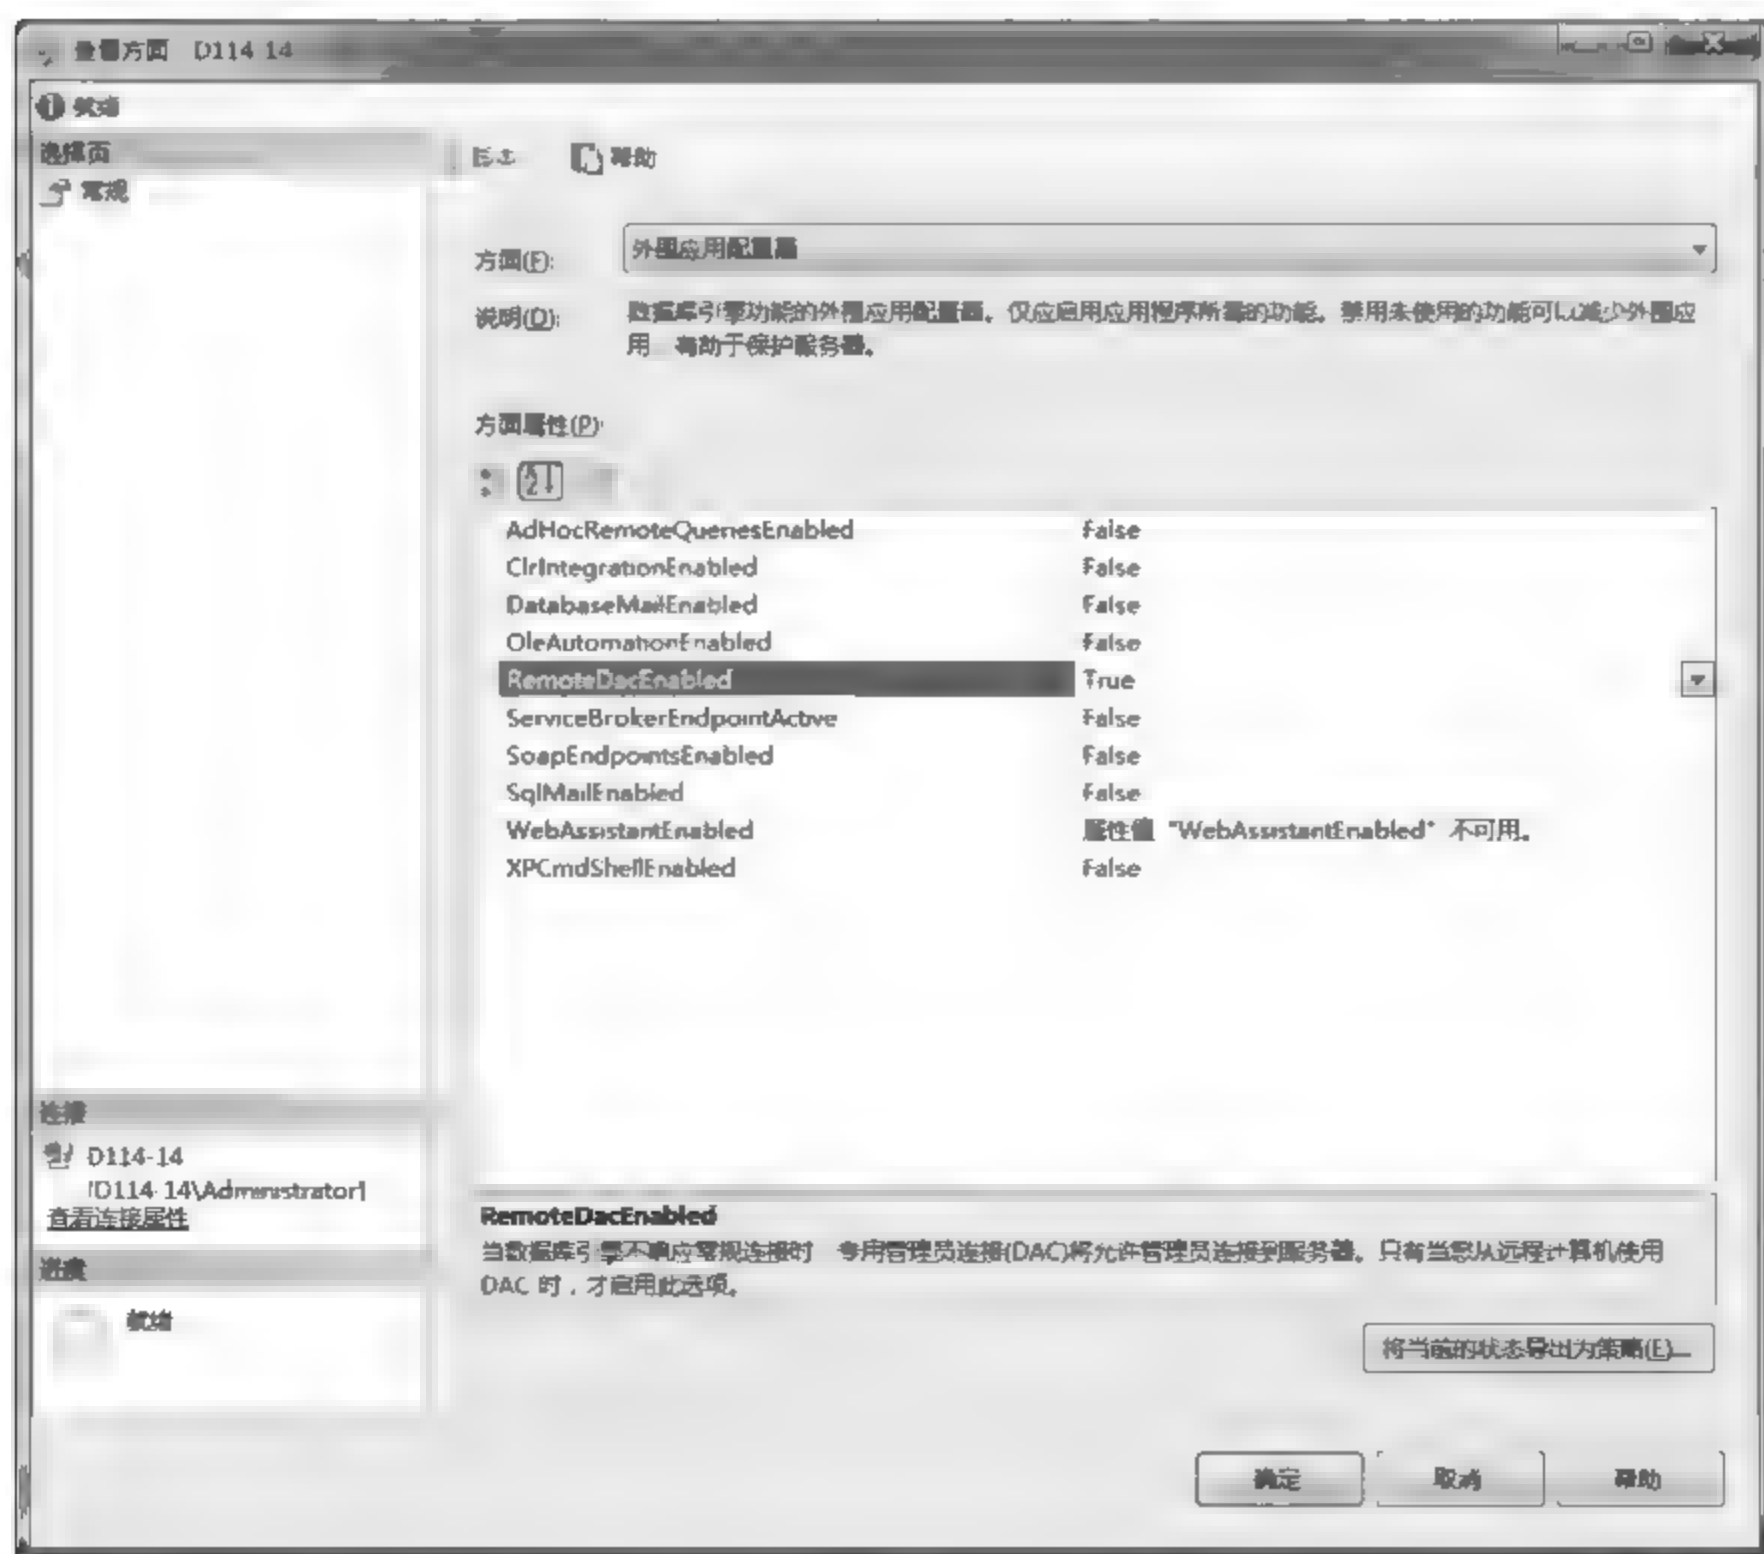 查看方面 D114-14
就绪
选择页
常规
脚本 帮助
方面(F): 外围应用配置器
说明(D): 数据库引擎功能的外围应用配置器。仅应启用应用程序所需的功能。禁用未使用的功能可以减少外围应
用 有助于保护服务器。
方面属性(P):
AdHocRemoteQueriesEnabled False
ClrIntegrationEnabled False
DatabaseMailEnabled False
OleAutomationEnabled False
RemoteDacEnabled True
ServiceBrokerEndpointActive False
SoapEndpointsEnabled False
SqlMailEnabled False
WebAssistantEnabled 属性值 "WebAssistantEnabled" 不可用。
XPCmdShellEnabled False
连接
D114-14
[D114-14\Administrator]
查看连接属性
进度
就绪
RemoteDacEnabled
当数据库引擎不响应常规连接时 专用管理员连接(DAC)将允许管理员连接到服务器。只有当您从远程计算机使用
DAC 时，才启用此选项。
将当前的状态导出为策略(E)...
确定 取消 帮助